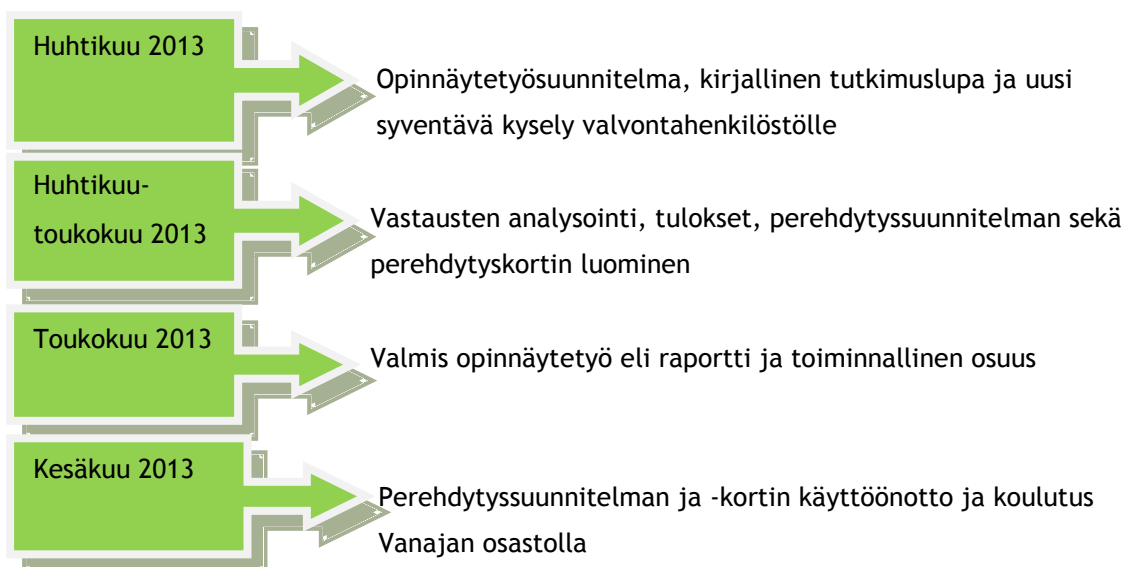 Huhtikuu 2013
Opinnäytetyösuunnitelma, kirjallinen tutkimuslupa ja uusi
syventävä kysely valvontahenkilöstölle
Huhtikuu-
toukokuu 2013
Vastausten analysointi, tulokset, perehdytyssuunnitelman sekä
perehdytyskortin luominen
Toukokuu 2013
Valmis opinnäytetyö eli raportti ja toiminnallinen osuus
Kesäkuu 2013
Perehdytyssuunnitelman ja -kortin käyttöönotto ja koulutus
Vanajan osastolla